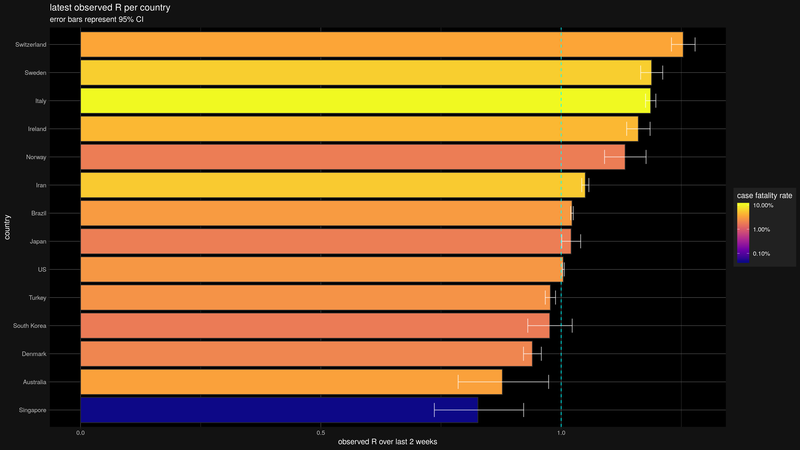 latest observed R per country
error bars represent 95% CI
Switzerland
Sweden
Italy
Ireland
Norway
Iran
Brazil
Japan
US
Turkey
South Korea
Denmark
Australia
Singapore
country
0.0
0.5
1.0
observed R over last 2 weeks
case fatality rate
10.00%
1.00%
0.10%